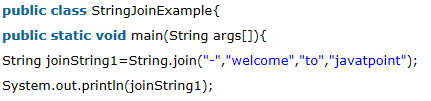 public class StringJoinExample{
public static void main(String args[]){
String joinString1=String.join("-","welcome","to","javatpoint");
System.out.println(joinString1);